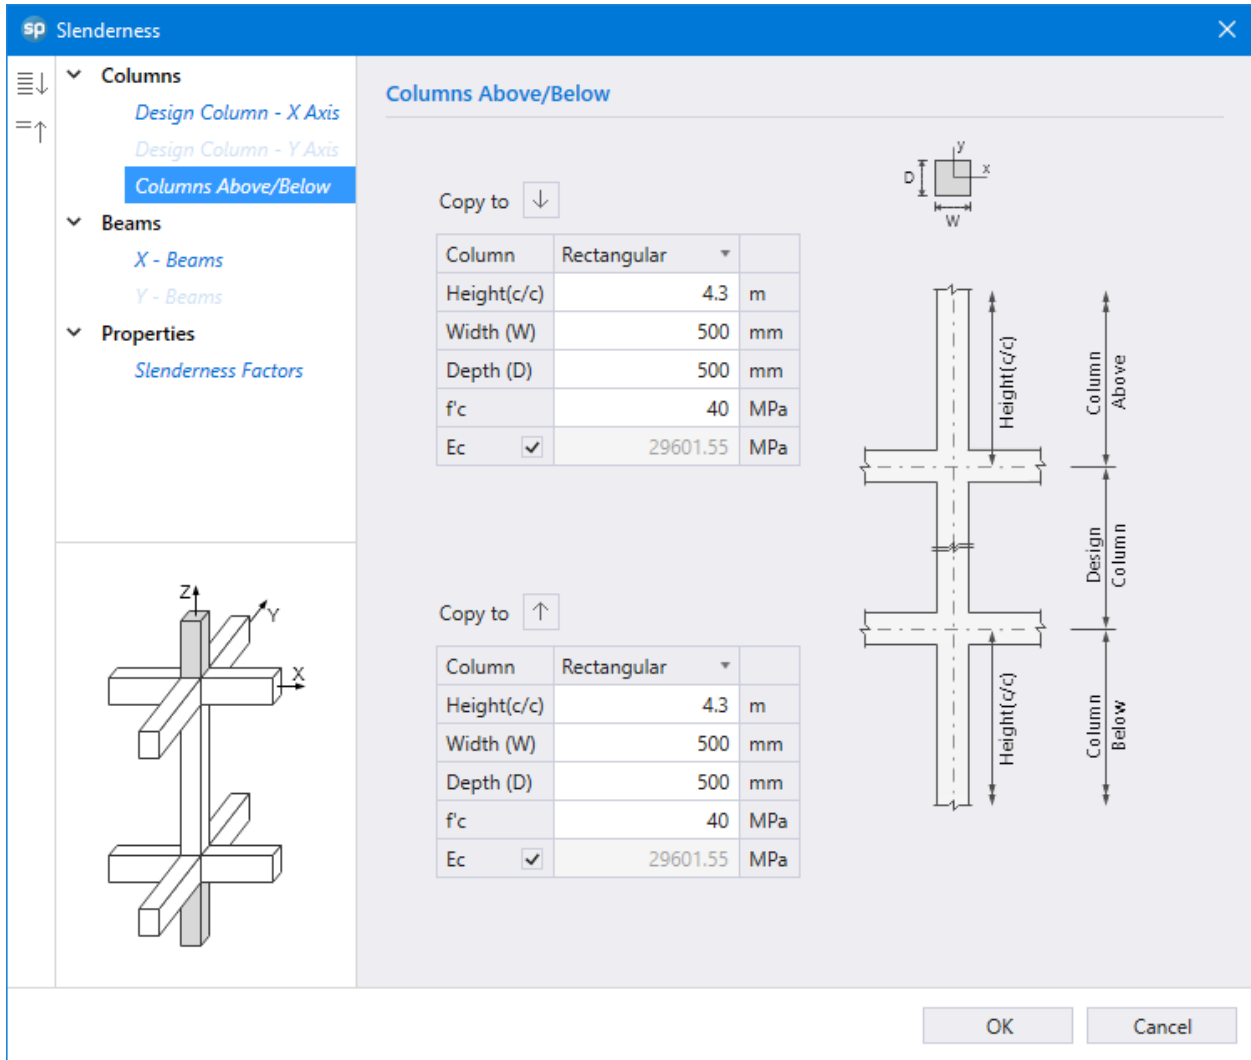 sp Slenderness
Columns
Design Column - X Axis
Design Column - Y Axis
Columns Above/Below
Beams
X - Beams
Y - Beams
Properties
Slenderness Factors
Z
Y
X
Columns Above/Below
Copy to
Column Rectangular
Height(c/c) 4.3 m
Width (W) 500 mm
Depth (D) 500 mm
f'c 40 MPa
Ec 29601.55 MPa
Copy to
Column Rectangular
Height(c/c) 4.3 m
Width (W) 500 mm
Depth (D) 500 mm
f'c 40 MPa
Ec 29601.55 MPa
y
D x
W
Height(c/c)
Column
Above
Design
Column
Height(c/c)
Column
Below
OK Cancel